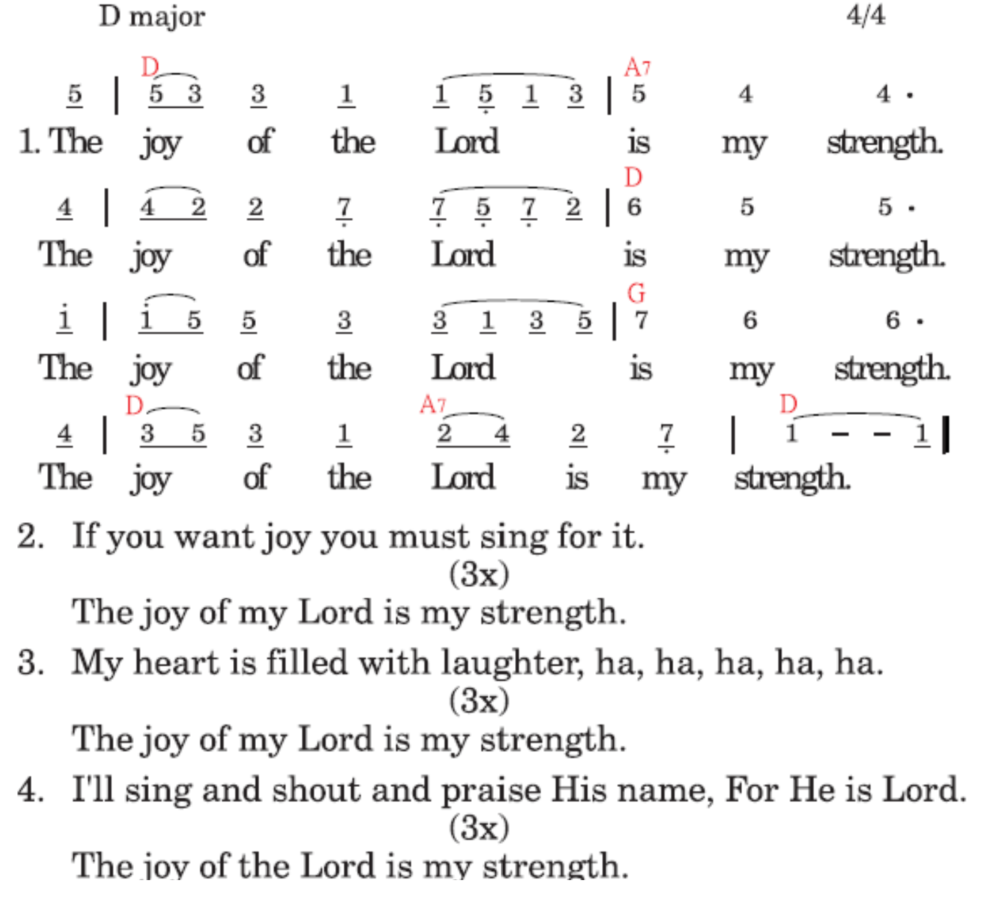 D major 4/4
D A7
5 | 5 3 3 1 1 5̣ 1 3 | 5 4 4 ·
1. The joy of the Lord is my strength.
D
4 | 4 2 2 7̣ 7̣ 5̣ 7̣ 2 | 6 5 5 ·
The joy of the Lord is my strength.
G
i | i 5 5 3 3 1 3 5 | 7 6 6 ·
The joy of the Lord is my strength.
D A7 D
4 | 3 5 3 1 2 4 2 7̣ | 1 – – 1 ‖
The joy of the Lord is my strength.
2. If you want joy you must sing for it.
(3x)
The joy of my Lord is my strength.
3. My heart is filled with laughter, ha, ha, ha, ha, ha.
(3x)
The joy of my Lord is my strength.
4. I'll sing and shout and praise His name, For He is Lord.
(3x)
The joy of the Lord is my strength.